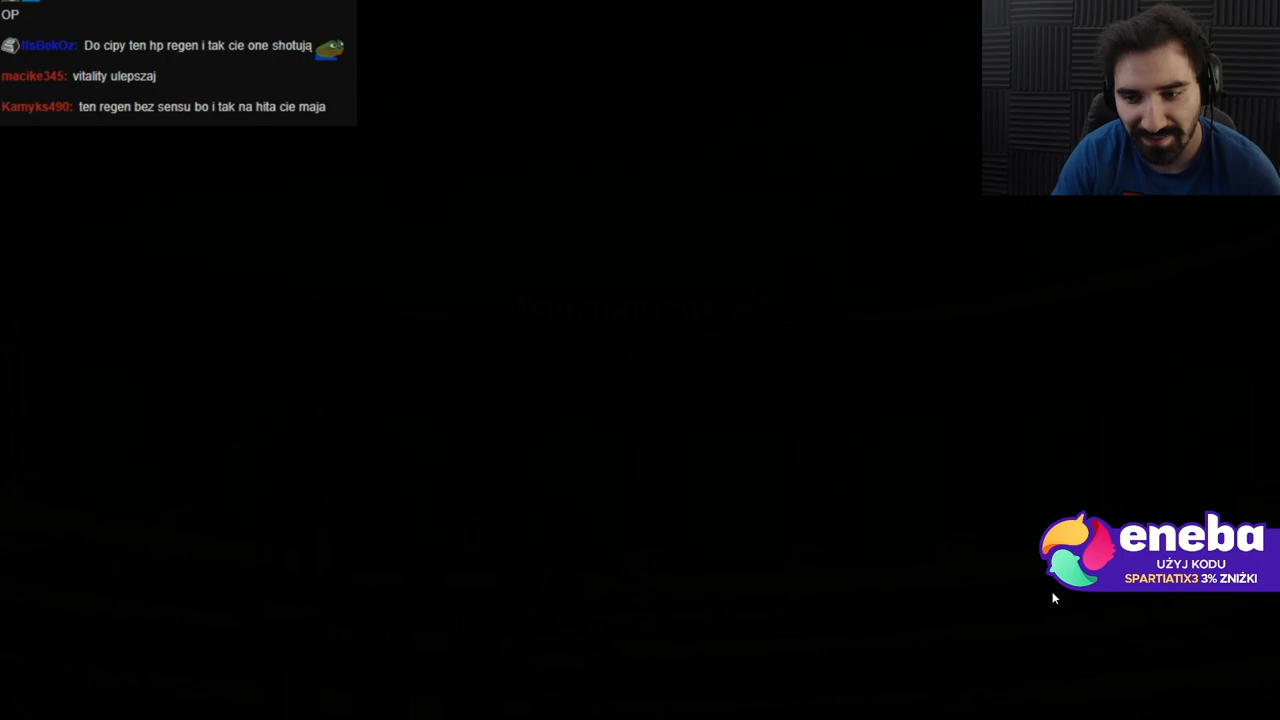 OP
IIsBekOz: Do cipy ten hp regen i tak cie one shotują
macike345: vitality ulepszaj
Kamyks490: ten regen bez sensu bo i tak na hita cie maja
eneba
UŻYJ KODU
SPARTIATIX3 3% ZNIŻKI